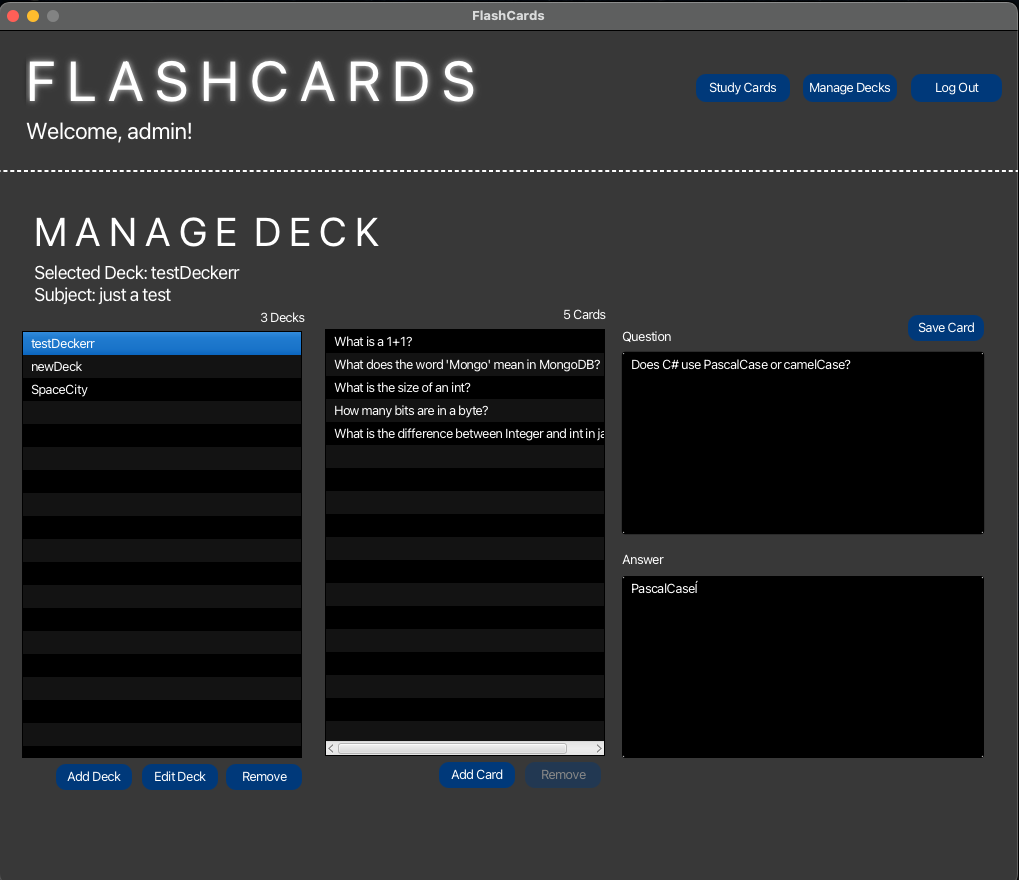 FlashCards
FLASHCARDS
Welcome, admin!
Study Cards
Manage Decks
Log Out
MANAGE DECK
Selected Deck: testDeckerr
Subject: just a test
3 Decks
testDeckerr
newDeck
SpaceCity
Add Deck
Edit Deck
Remove
5 Cards
What is a 1+1?
What does the word 'Mongo' mean in MongoDB?
What is the size of an int?
How many bits are in a byte?
What is the difference between Integer and int in ja
Add Card
Remove
Save Card
Question
Does C# use PascalCase or camelCase?
Answer
PascalCase